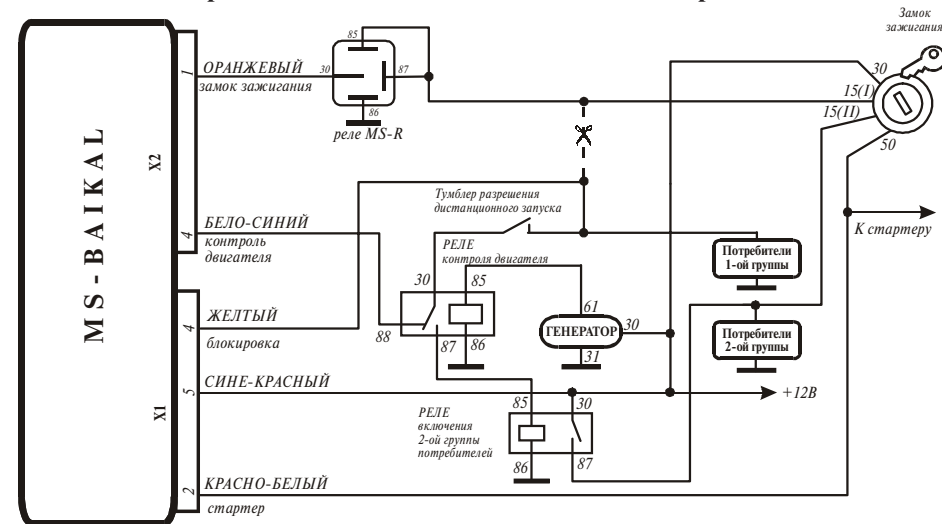 Замок
зажигания
MS-BAIKAL
X2
1
ОРАНЖЕВЫЙ
замок зажигания
85
30
87
86
реле MS-R
30
15(I)
15(II)
50
Тумблер разрешения
дистанционного запуска
К стартеру
4
БЕЛО-СИНИЙ
контроль
двигателя
РЕЛЕ
контроля двигателя
30
85
88
87
86
Потребители
1-ой группы
61
ГЕНЕРАТОР
30
31
Потребители
2-ой группы
X1
4
ЖЕЛТЫЙ
блокировка
5
СИНЕ-КРАСНЫЙ
+12В
РЕЛЕ
включения
2-ой группы
потребителей
85
30
86
87
2
КРАСНО-БЕЛЫЙ
стартер